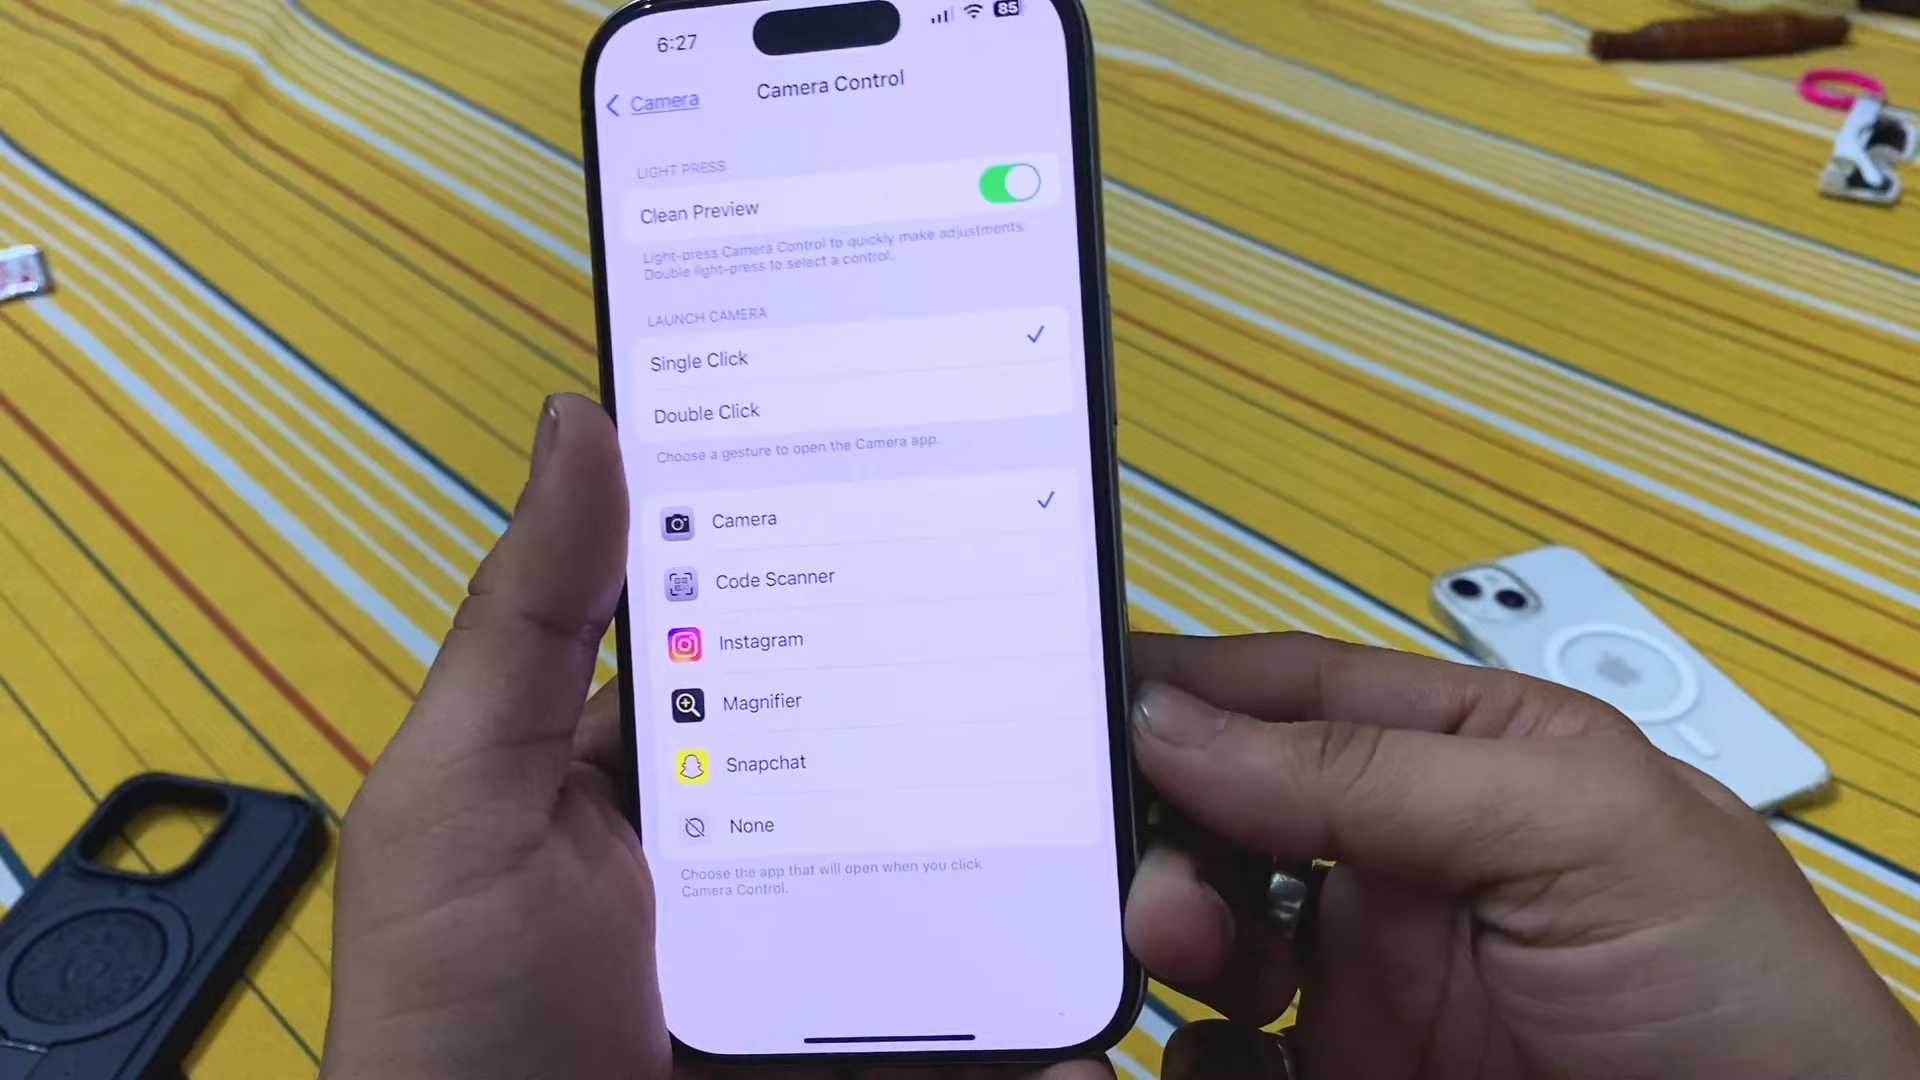 6:27
85
Camera
Camera Control
LIGHT PRESS
Clean Preview
Light-press Camera Control to quickly make adjustments.
Double light-press to select a control.
LAUNCH CAMERA
Single Click
Double Click
Choose a gesture to open the Camera app.
Camera
Code Scanner
Instagram
Magnifier
Snapchat
None
Choose the app that will open when you click
Camera Control.